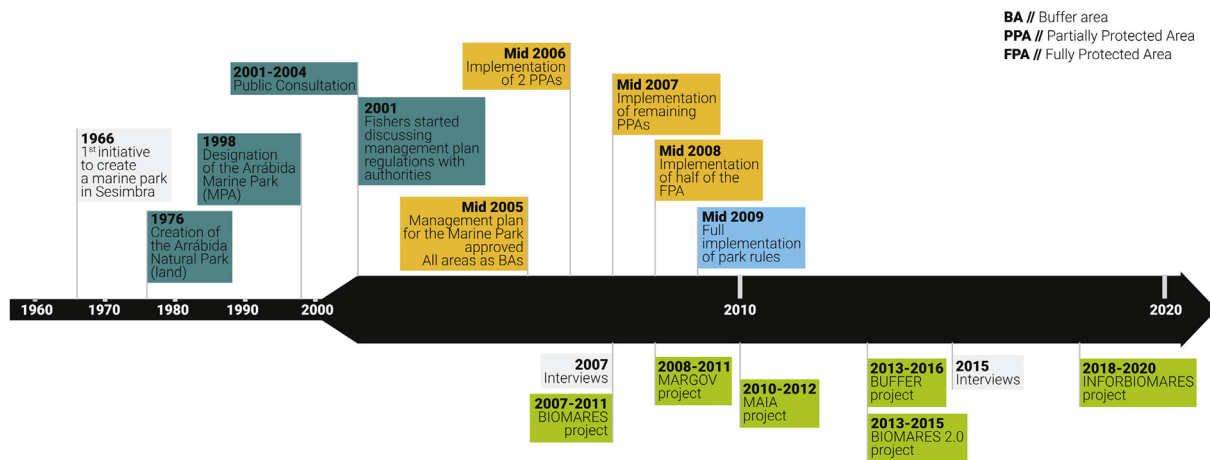 BA // Buffer area
PPA // Partially Protected Area
FPA // Fully Protected Area
1966
1st initiative
to create
a marine park
in Sesimbra
1976
Creation of
the Arrábida
Natural Park
(land)
1998
Designation
of the Arrábida
Marine Park
(MPA)
2001-2004
Public Consultation
2001
Fishers started
discussing
management plan
regulations with
authorities
Mid 2005
Management plan
for the Marine Park
approved
All areas as BAs
Mid 2006
Implementation
of 2 PPAs
Mid 2007
Implementation
of remaining
PPAs
Mid 2008
Implementation
of half of the
FPA
Mid 2009
Full
implementation
of park rules
1960 1970 1980 1990 2000 2010 2020
2007
Interviews
2007-2011
BIOMARES
project
2008-2011
MARGOV
project
2010-2012
MAIA
project
2013-2016
BUFFER
project
2013-2015
BIOMARES 2.0
project
2015
Interviews
2018-2020
INFORBIOMARES
project